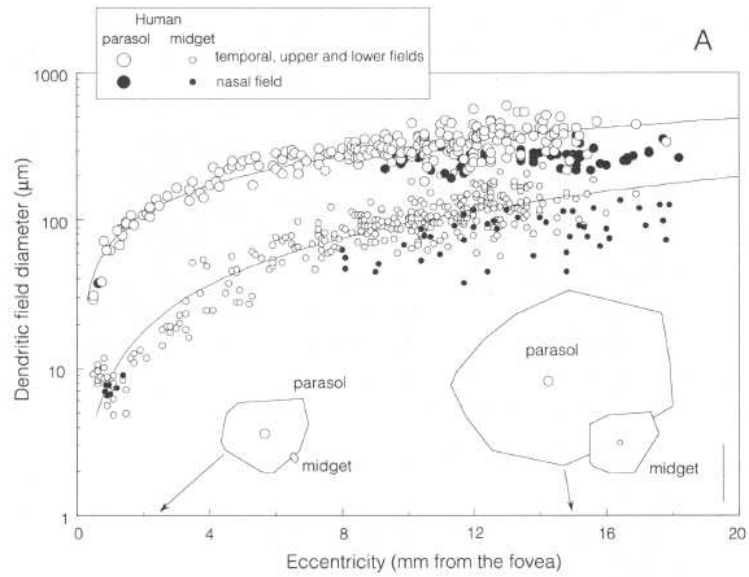 Human
parasol midget
temporal, upper and lower fields
nasal field
A
1000
100
10
1
Dendritic field diameter (μm)
parasol
midget
parasol
midget
0 4 8 12 16 20
Eccentricity (mm from the fovea)